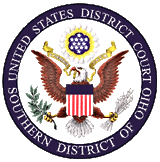 UNITED STATES DISTRICT COURT
SOUTHERN DISTRICT OF OHIO